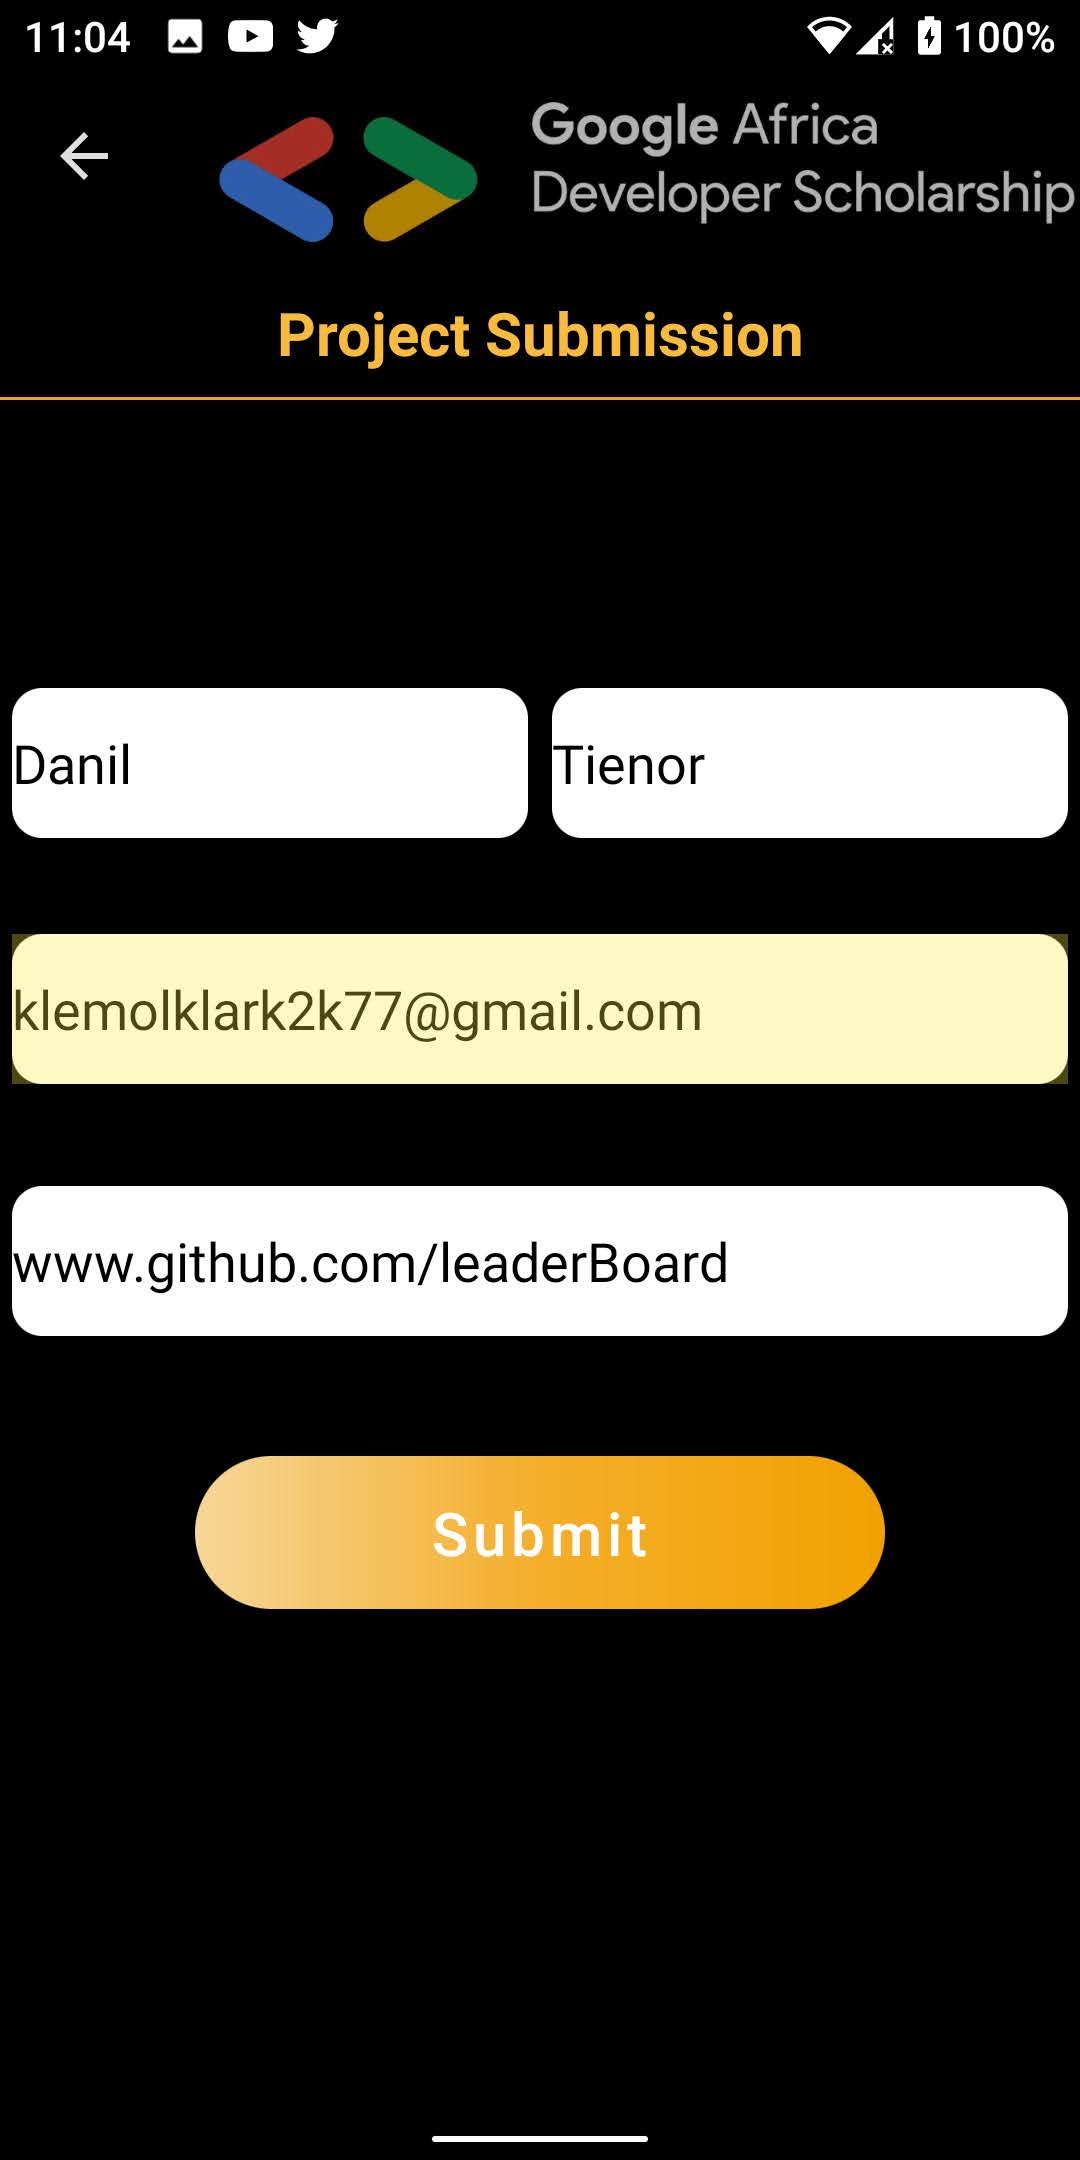 11:04 100%
Google Africa
Developer Scholarship
Project Submission
Danil Tienor
klemolklark2k77@gmail.com
www.github.com/leaderBoard
Submit